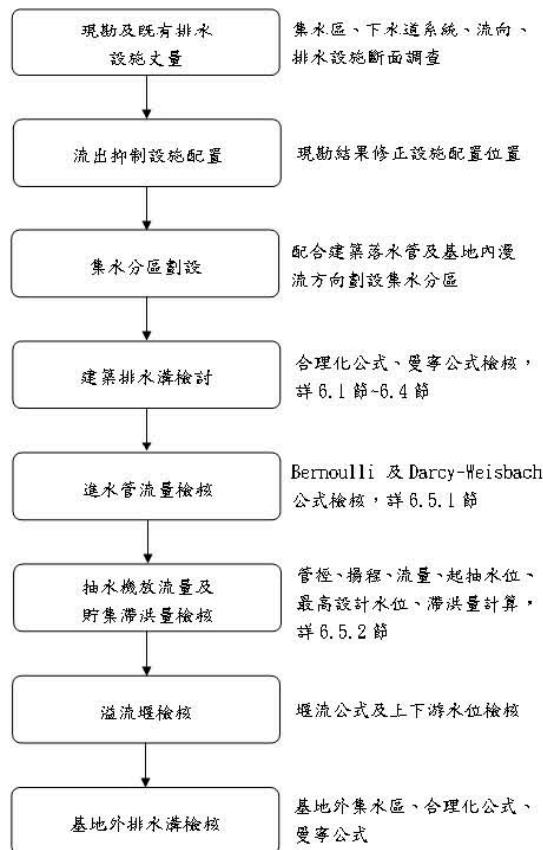 現勘及既有排水
設施丈量
集水區、下水道系統、流向、
排水設施斷面調查
流出抑制設施配置
現勘結果修正設施配置位置
集水分區劃設
配合建築落水管及基地內漫
流方向劃設集水分區
建築排水溝檢討
合理化公式、曼寧公式檢核，
詳 6.1 節~6.4 節
進水管流量檢核
Bernoulli 及 Darcy-Weisbach
公式檢核，詳 6.5.1 節
抽水機放流量及
貯集滯洪量檢核
管徑、揚程、流量、起抽水位、
最高設計水位、滯洪量計算，
詳 6.5.2 節
溢流堰檢核
堰流公式及上下游水位檢核
基地外排水溝檢核
基地外集水區、合理化公式、
曼寧公式